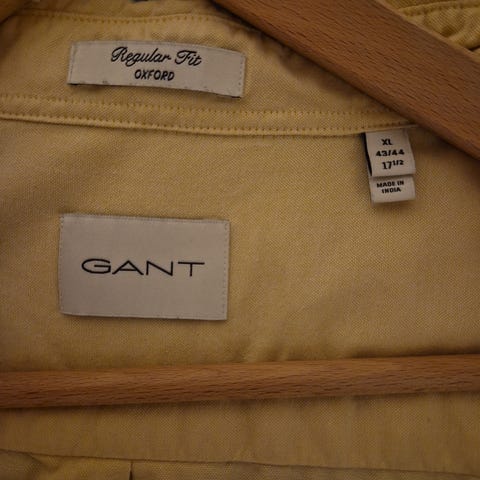 Regular Fit
OXFORD
XL
43/44
17 1/2
MADE IN
INDIA
GANT